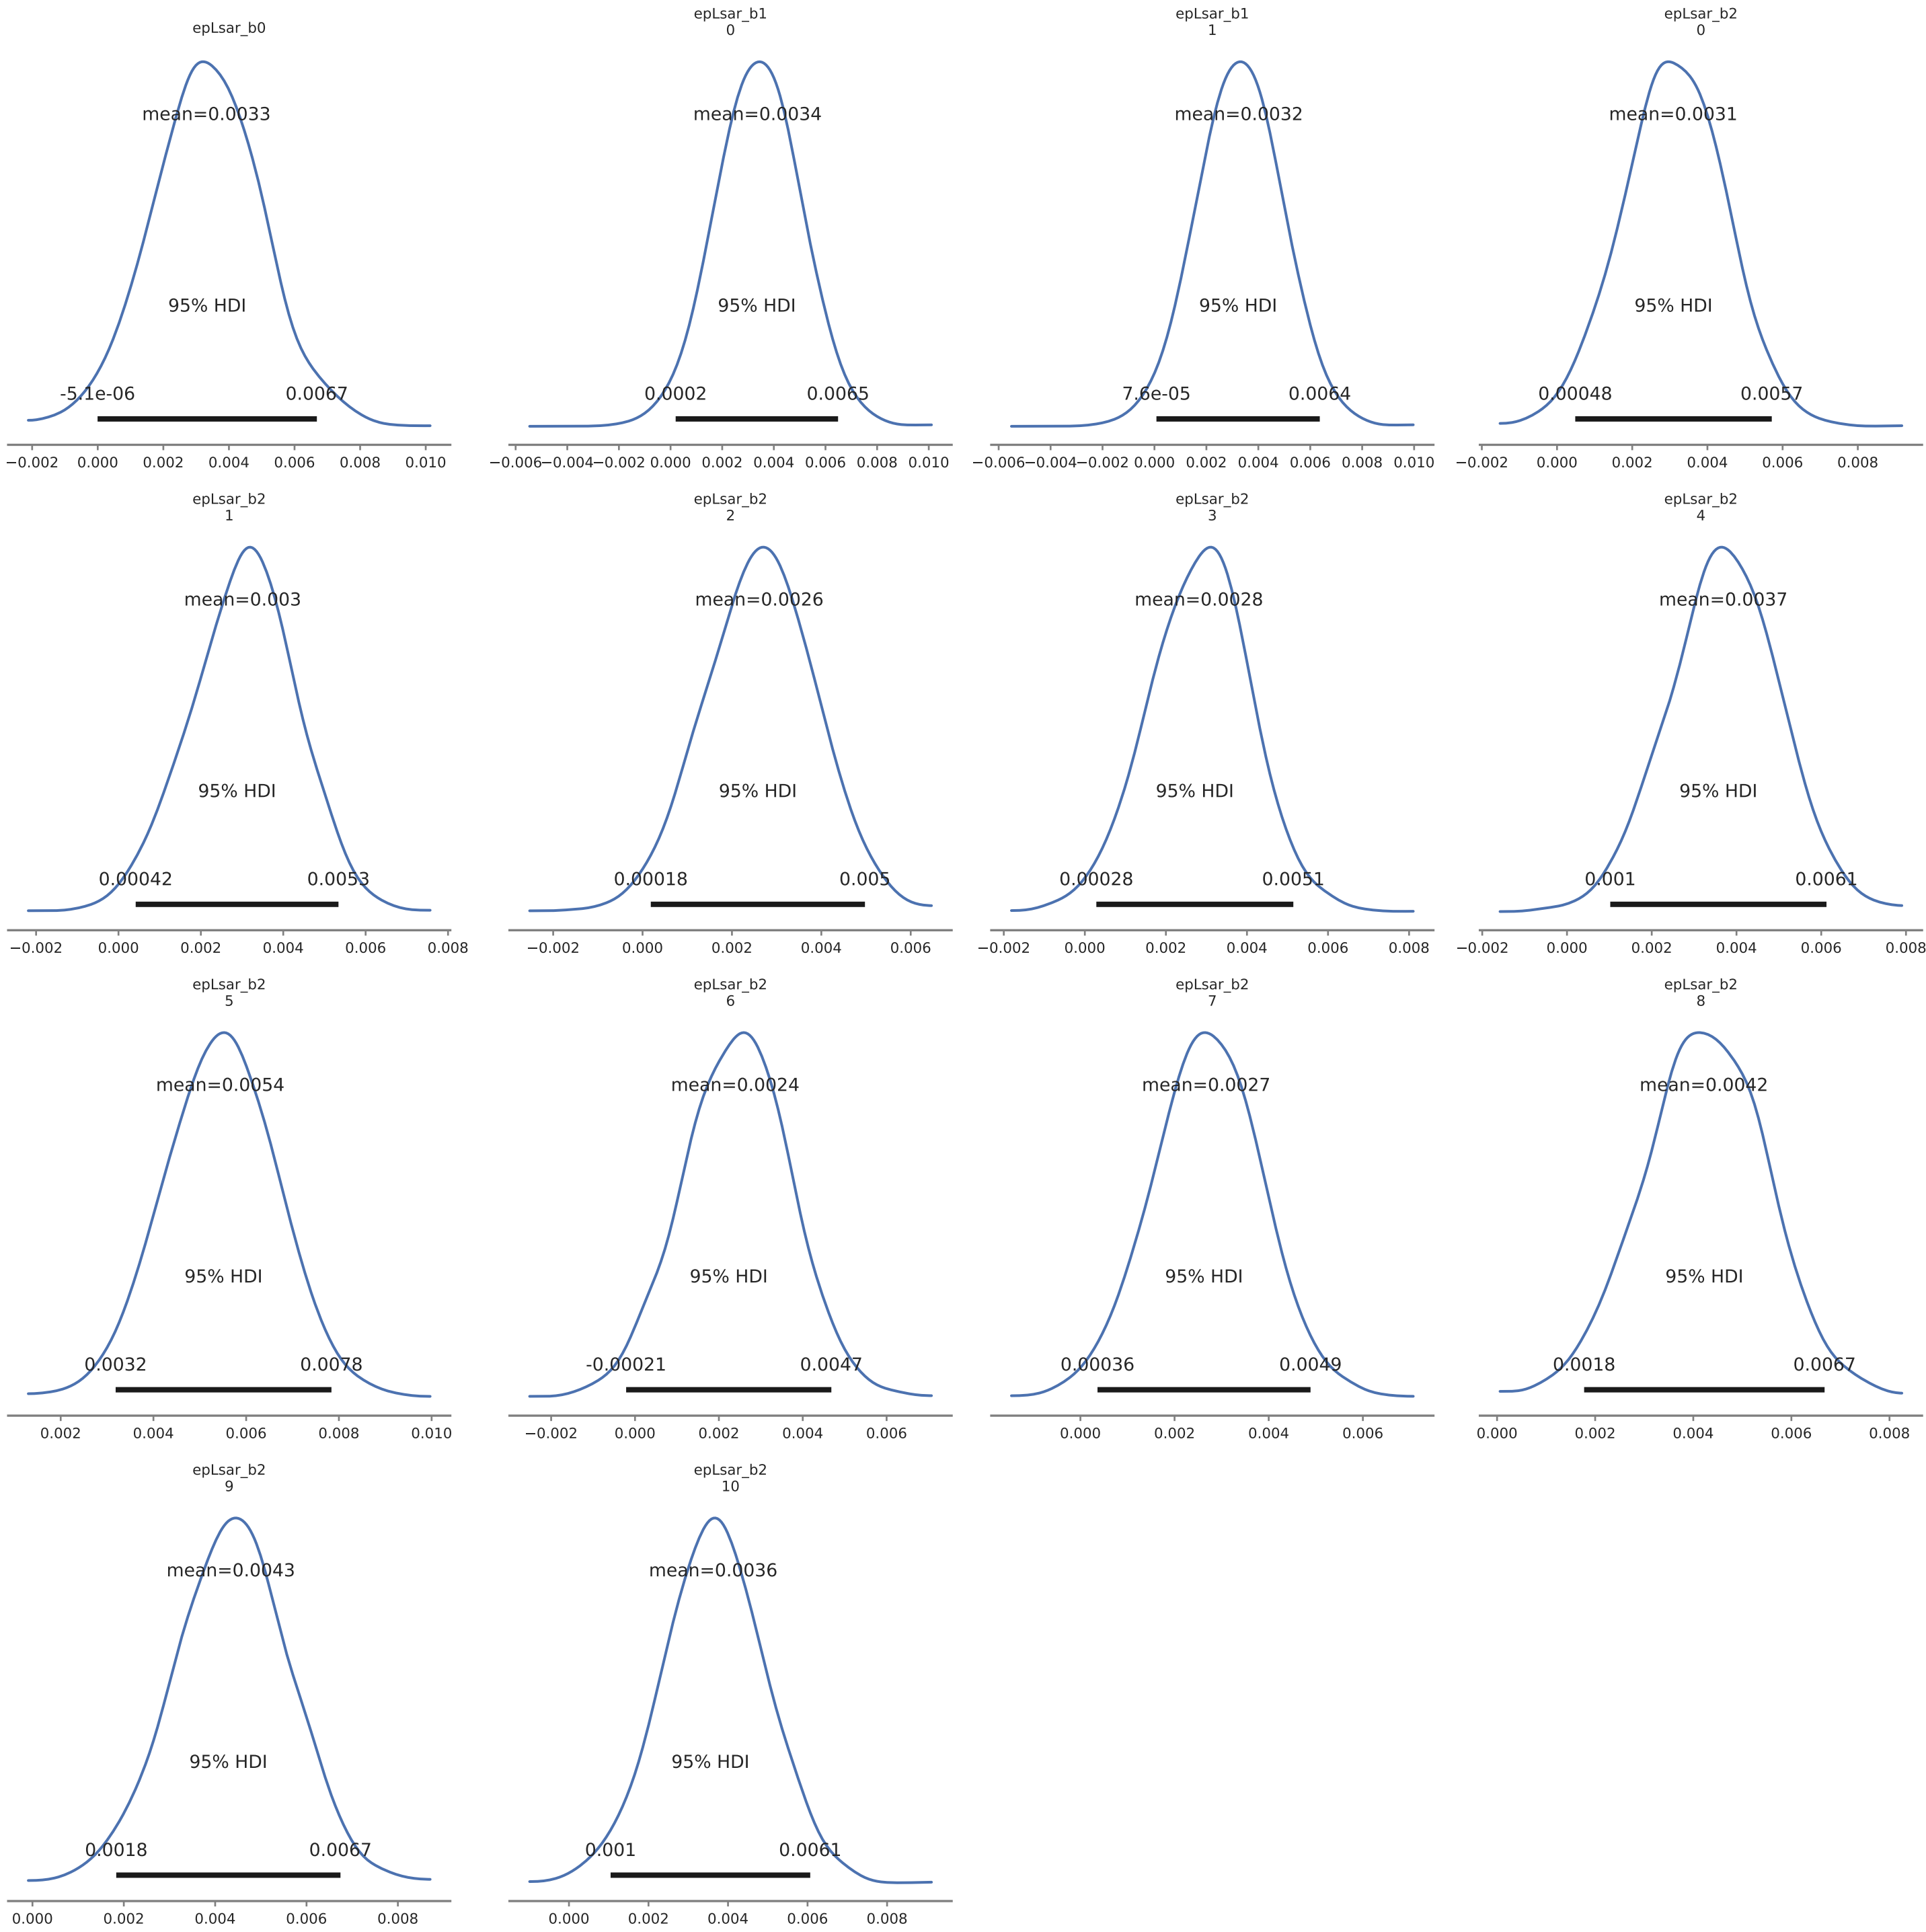 epLsar_b0
mean=0.0033
95% HDI
-5.1e-06 0.0067
−0.002 0.000 0.002 0.004 0.006 0.008 0.010
epLsar_b1
0
mean=0.0034
95% HDI
0.0002 0.0065
−0.006 −0.004 −0.002 0.000 0.002 0.004 0.006 0.008 0.010
epLsar_b1
1
mean=0.0032
95% HDI
7.6e-05 0.0064
−0.006 −0.004 −0.002 0.000 0.002 0.004 0.006 0.008 0.010
epLsar_b2
0
mean=0.0031
95% HDI
0.00048 0.0057
−0.002 0.000 0.002 0.004 0.006 0.008
epLsar_b2
1
mean=0.003
95% HDI
0.00042 0.0053
−0.002 0.000 0.002 0.004 0.006 0.008
epLsar_b2
2
mean=0.0026
95% HDI
0.00018 0.005
−0.002 0.000 0.002 0.004 0.006
epLsar_b2
3
mean=0.0028
95% HDI
0.00028 0.0051
−0.002 0.000 0.002 0.004 0.006 0.008
epLsar_b2
4
mean=0.0037
95% HDI
0.001 0.0061
−0.002 0.000 0.002 0.004 0.006 0.008
epLsar_b2
5
mean=0.0054
95% HDI
0.0032 0.0078
0.002 0.004 0.006 0.008 0.010
epLsar_b2
6
mean=0.0024
95% HDI
-0.00021 0.0047
−0.002 0.000 0.002 0.004 0.006
epLsar_b2
7
mean=0.0027
95% HDI
0.00036 0.0049
0.000 0.002 0.004 0.006
epLsar_b2
8
mean=0.0042
95% HDI
0.0018 0.0067
0.000 0.002 0.004 0.006 0.008
epLsar_b2
9
mean=0.0043
95% HDI
0.0018 0.0067
0.000 0.002 0.004 0.006 0.008
epLsar_b2
10
mean=0.0036
95% HDI
0.001 0.0061
0.000 0.002 0.004 0.006 0.008